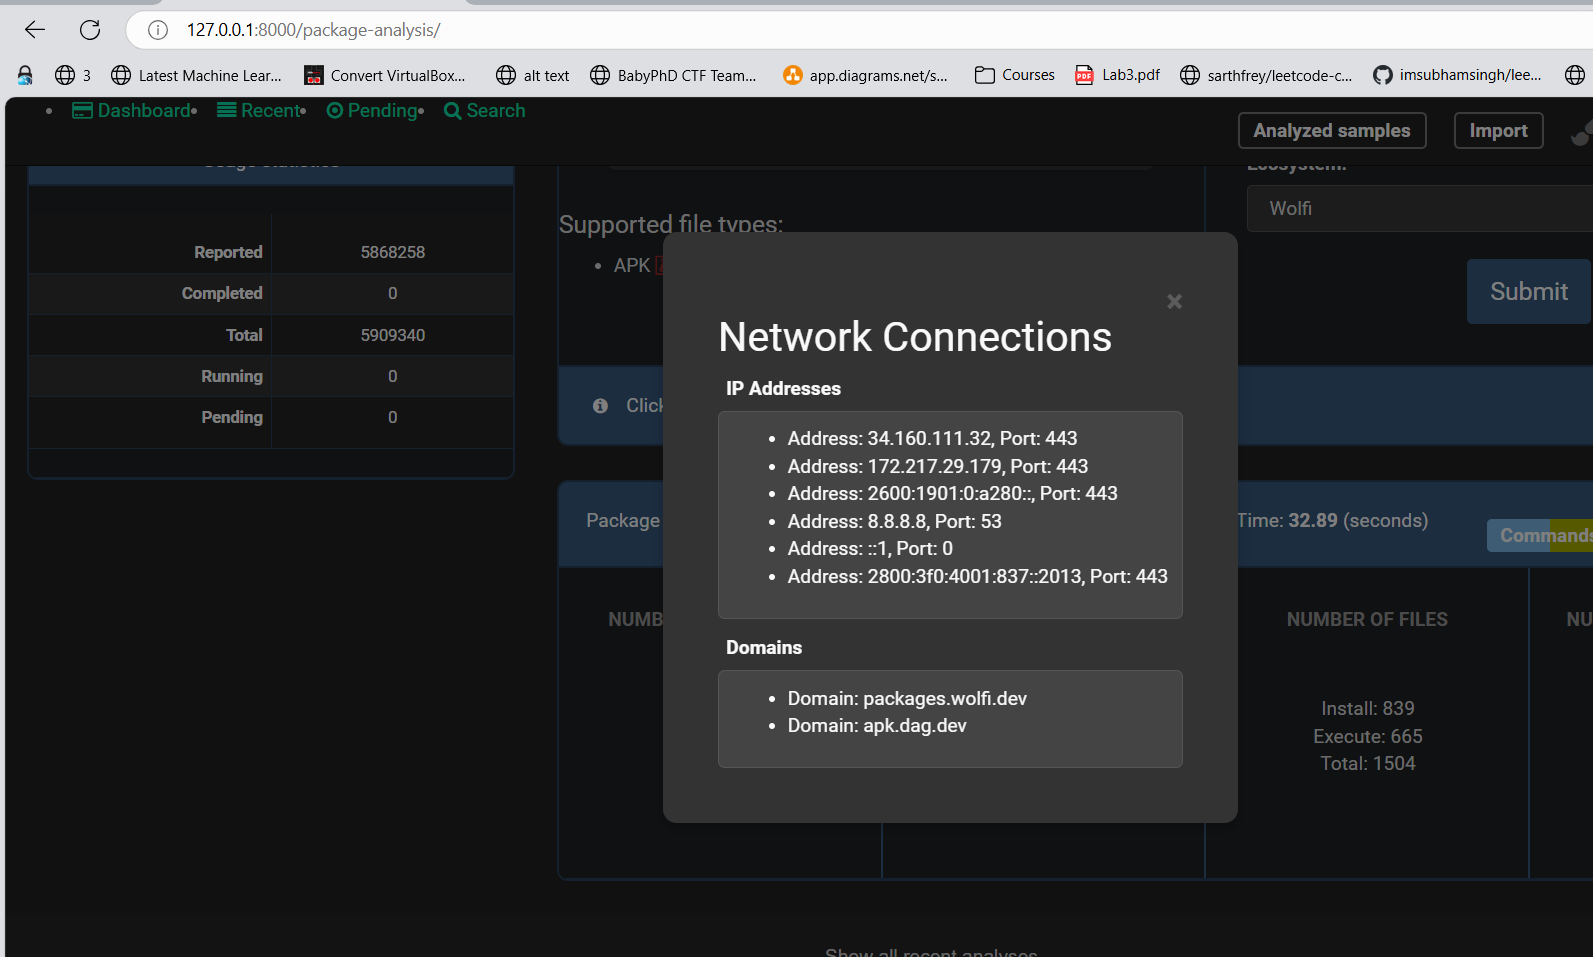 127.0.0.1:8000/package-analysis/
3
Latest Machine Lear...
Convert VirtualBox...
alt text
BabyPhD CTF Team...
app.diagrams.net/s...
Courses
Lab3.pdf
sarthfrey/leetcode-c...
imsubhamsingh/lee...
Dashboard
Recent
Pending
Search
Analyzed samples
Import
Usage Statistics
Reported 5868258
Completed 0
Total 5909340
Running 0
Pending 0
Supported file types:
APK
Ecosystem:
Wolfi
Submit
Network Connections
IP Addresses
Address: 34.160.111.32, Port: 443
Address: 172.217.29.179, Port: 443
Address: 2600:1901:0:a280::, Port: 443
Address: 8.8.8.8, Port: 53
Address: ::1, Port: 0
Address: 2800:3f0:4001:837::2013, Port: 443
Domains
Domain: packages.wolfi.dev
Domain: apk.dag.dev
Click
Package
Time: 32.89 (seconds)
Commands
NUMB
NUMBER OF FILES
NU
Install: 839
Execute: 665
Total: 1504
Show all recent analyses